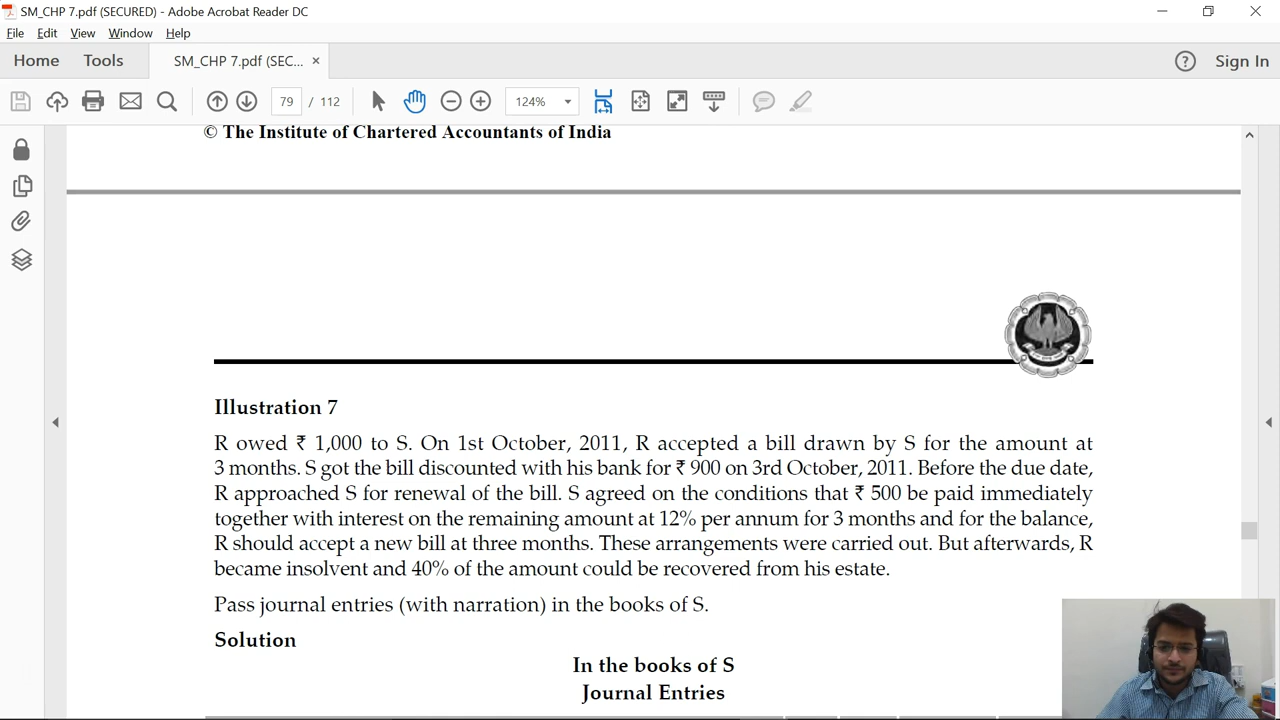 SM_CHP 7.pdf (SECURED) - Adobe Acrobat Reader DC
File Edit View Window Help
Home Tools SM_CHP 7.pdf (SEC... × Sign In
79 / 112 124%
© The Institute of Chartered Accountants of India
Illustration 7
R owed ₹ 1,000 to S. On 1st October, 2011, R accepted a bill drawn by S for the amount at
3 months. S got the bill discounted with his bank for ₹ 900 on 3rd October, 2011. Before the due date,
R approached S for renewal of the bill. S agreed on the conditions that ₹ 500 be paid immediately
together with interest on the remaining amount at 12% per annum for 3 months and for the balance,
R should accept a new bill at three months. These arrangements were carried out. But afterwards, R
became insolvent and 40% of the amount could be recovered from his estate.
Pass journal entries (with narration) in the books of S.
Solution
In the books of S
Journal Entries